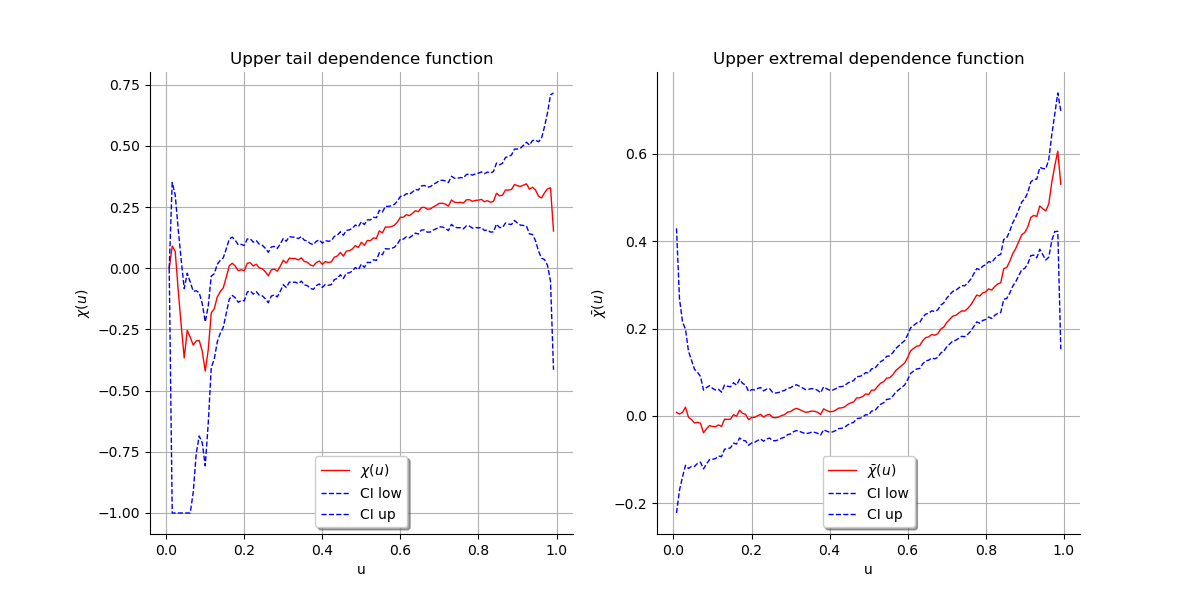 Upper tail dependence function
χ(u)
0.75
0.50
0.25
0.00
−0.25
−0.50
−0.75
−1.00
0.0 0.2 0.4 0.6 0.8 1.0
u
χ(u)
CI low
CI up
Upper extremal dependence function
χ̄(u)
0.6
0.4
0.2
0.0
−0.2
0.0 0.2 0.4 0.6 0.8 1.0
u
χ̄(u)
CI low
CI up